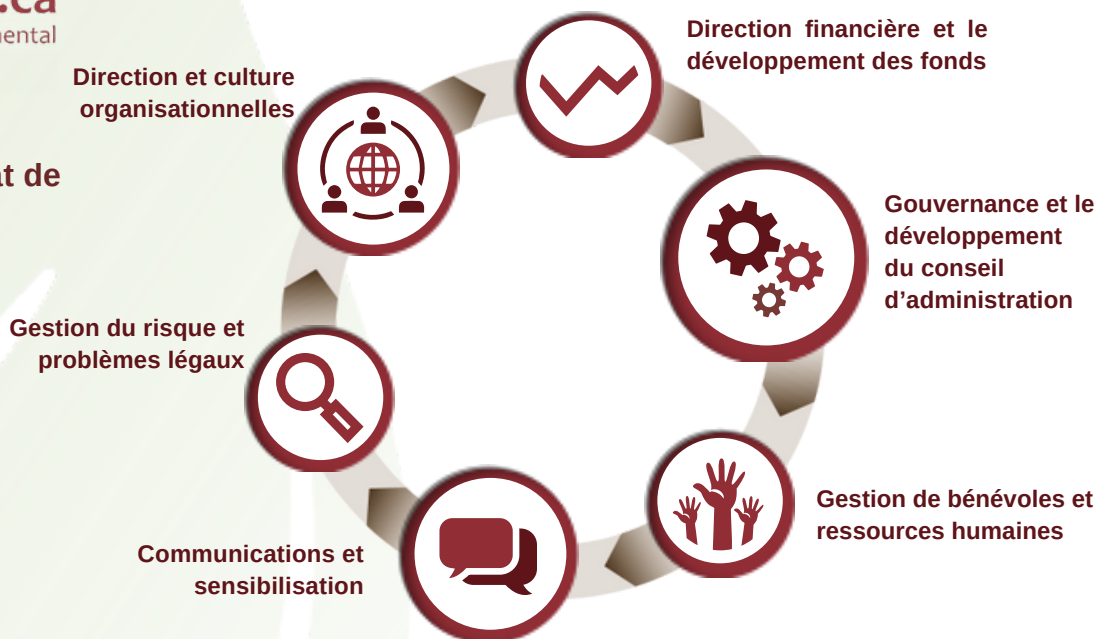 .ca
Direction financière et le
développement des fonds
Direction et culture
organisationnelles
de
Gouvernance et le
développement
du conseil
d’administration
Gestion du risque et
problèmes légaux
Gestion de bénévoles et
ressources humaines
Communications et
sensibilisation